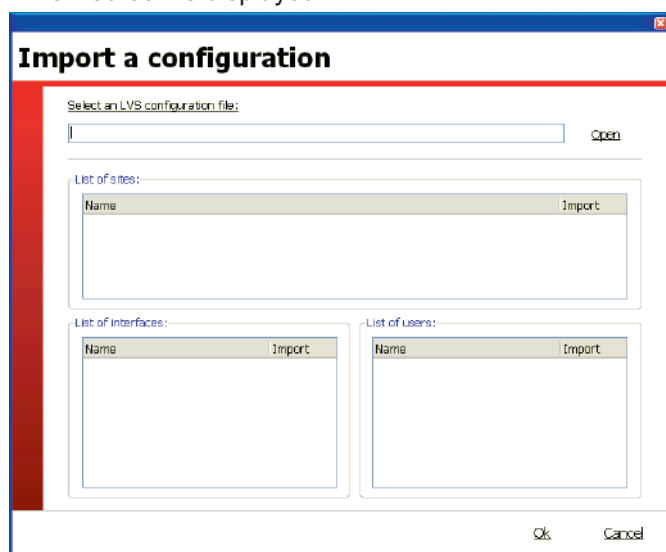 Import a configuration
Select an LVS configuration file:
Open
List of sites:
Name Import
List of interfaces:
Name Import
List of users:
Name Import
Ok Cancel